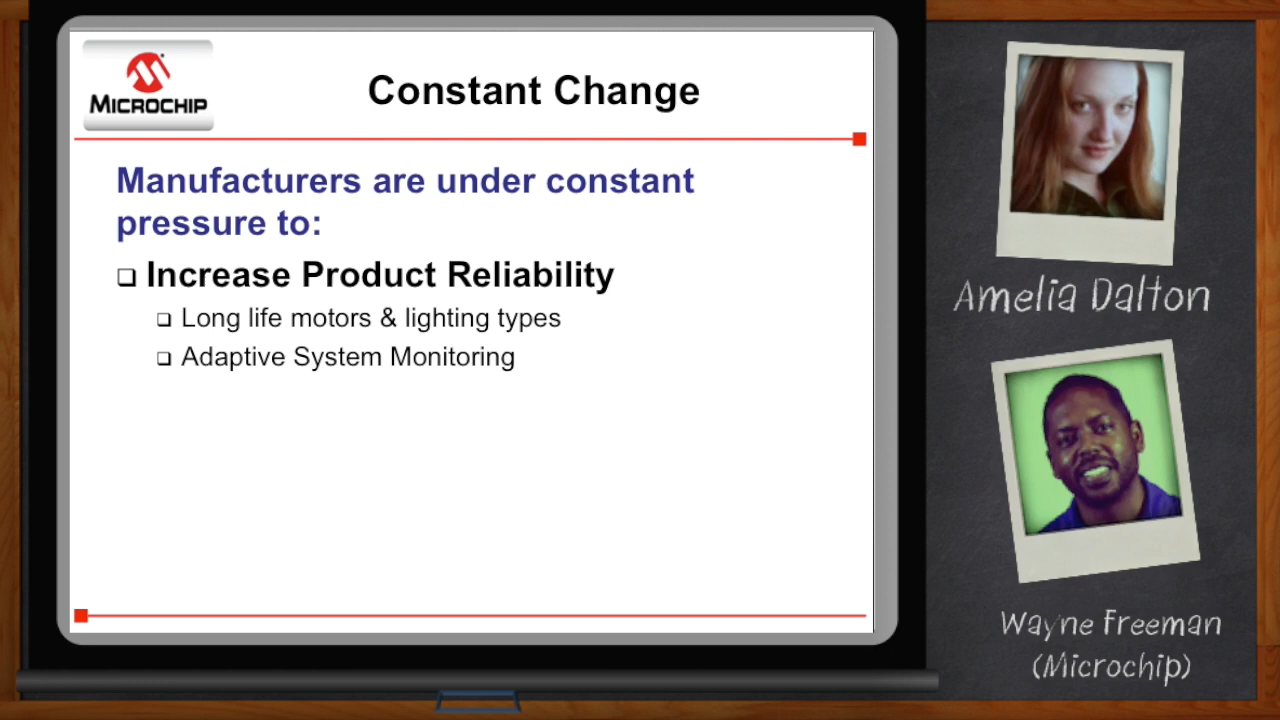 MICROCHIP
Constant Change
Manufacturers are under constant
pressure to:
Increase Product Reliability
Long life motors & lighting types
Adaptive System Monitoring
Amelia Dalton
Wayne Freeman
(Microchip)